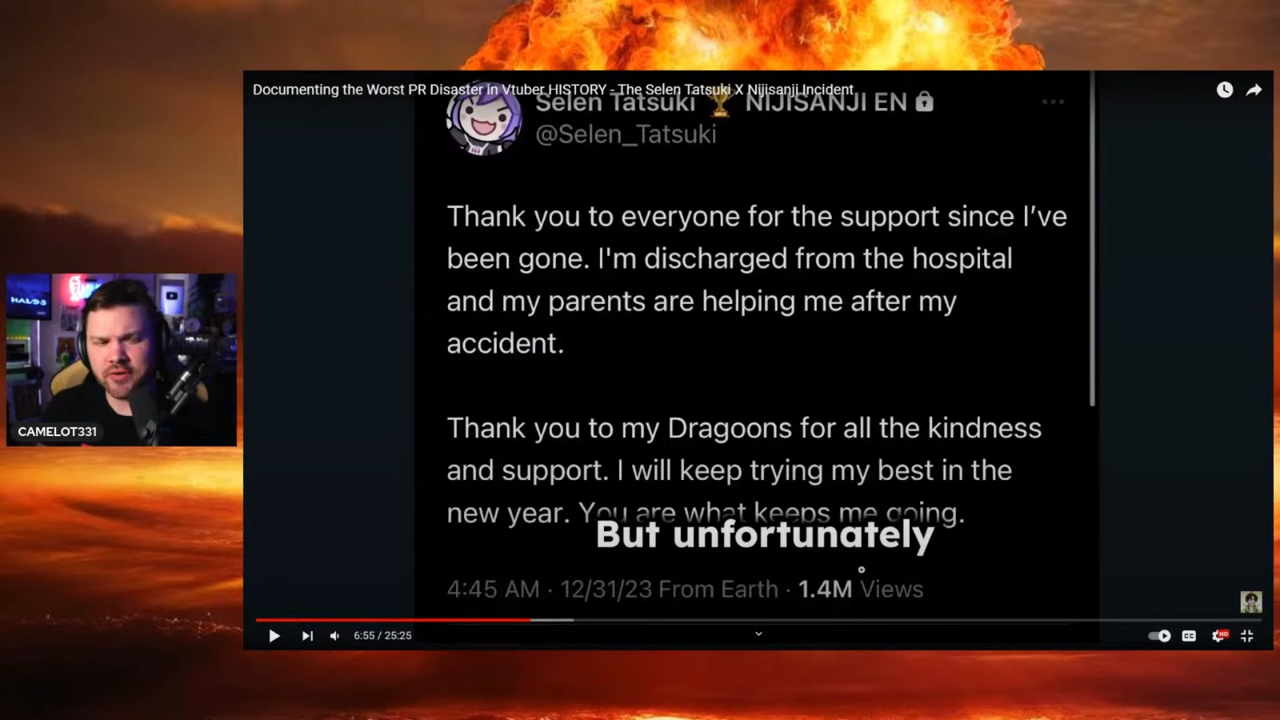 Documenting the Worst PR Disaster in Vtuber HISTORY - The Selen Tatsuki X Nijisanji Incident
Selen Tatsuki 🏆 NIJISANJI EN
@Selen_Tatsuki
Thank you to everyone for the support since I've
been gone. I'm discharged from the hospital
and my parents are helping me after my
accident.
Thank you to my Dragoons for all the kindness
and support. I will keep trying my best in the
new year. You are what keeps me going.
But unfortunately
4:45 AM · 12/31/23 From Earth · 1.4M Views
6:55 / 25:25
CC
HD
HALO 3
CAMELOT331